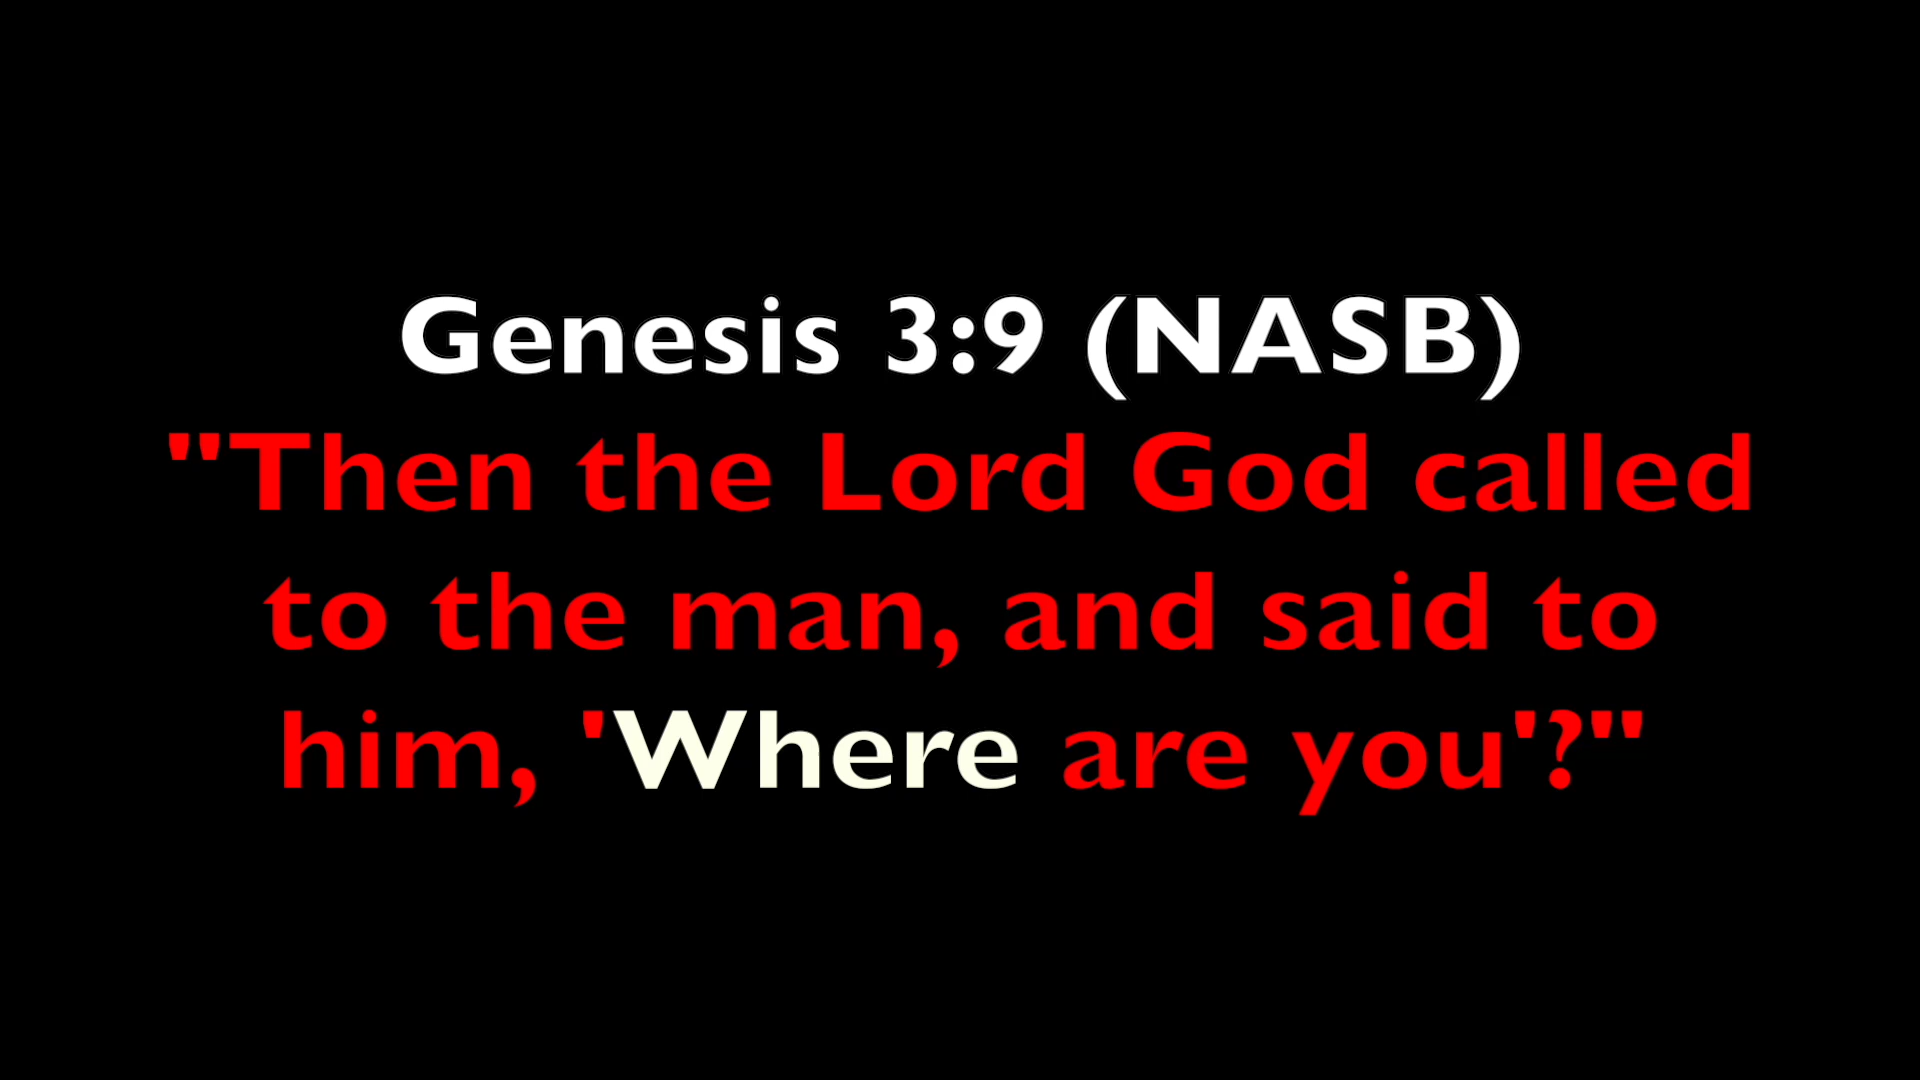 Genesis 3:9 (NASB)
"Then the Lord God called
to the man, and said to
him, 'Where are you'?"